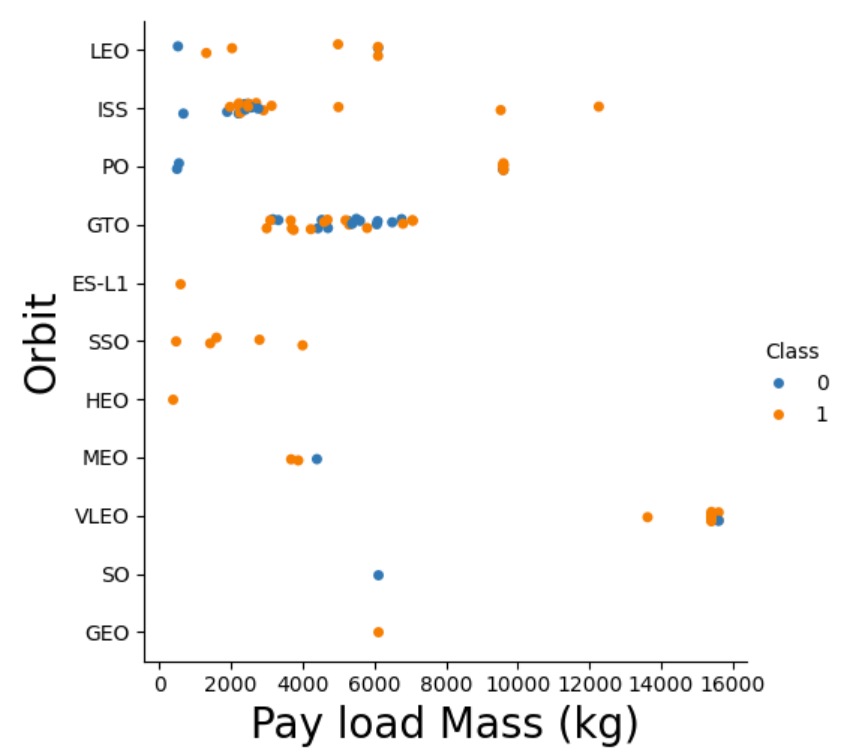 LEO
ISS
PO
GTO
ES-L1
SSO
HEO
MEO
VLEO
SO
GEO
Orbit
0 2000 4000 6000 8000 10000 12000 14000 16000
Pay load Mass (kg)
Class
0
1